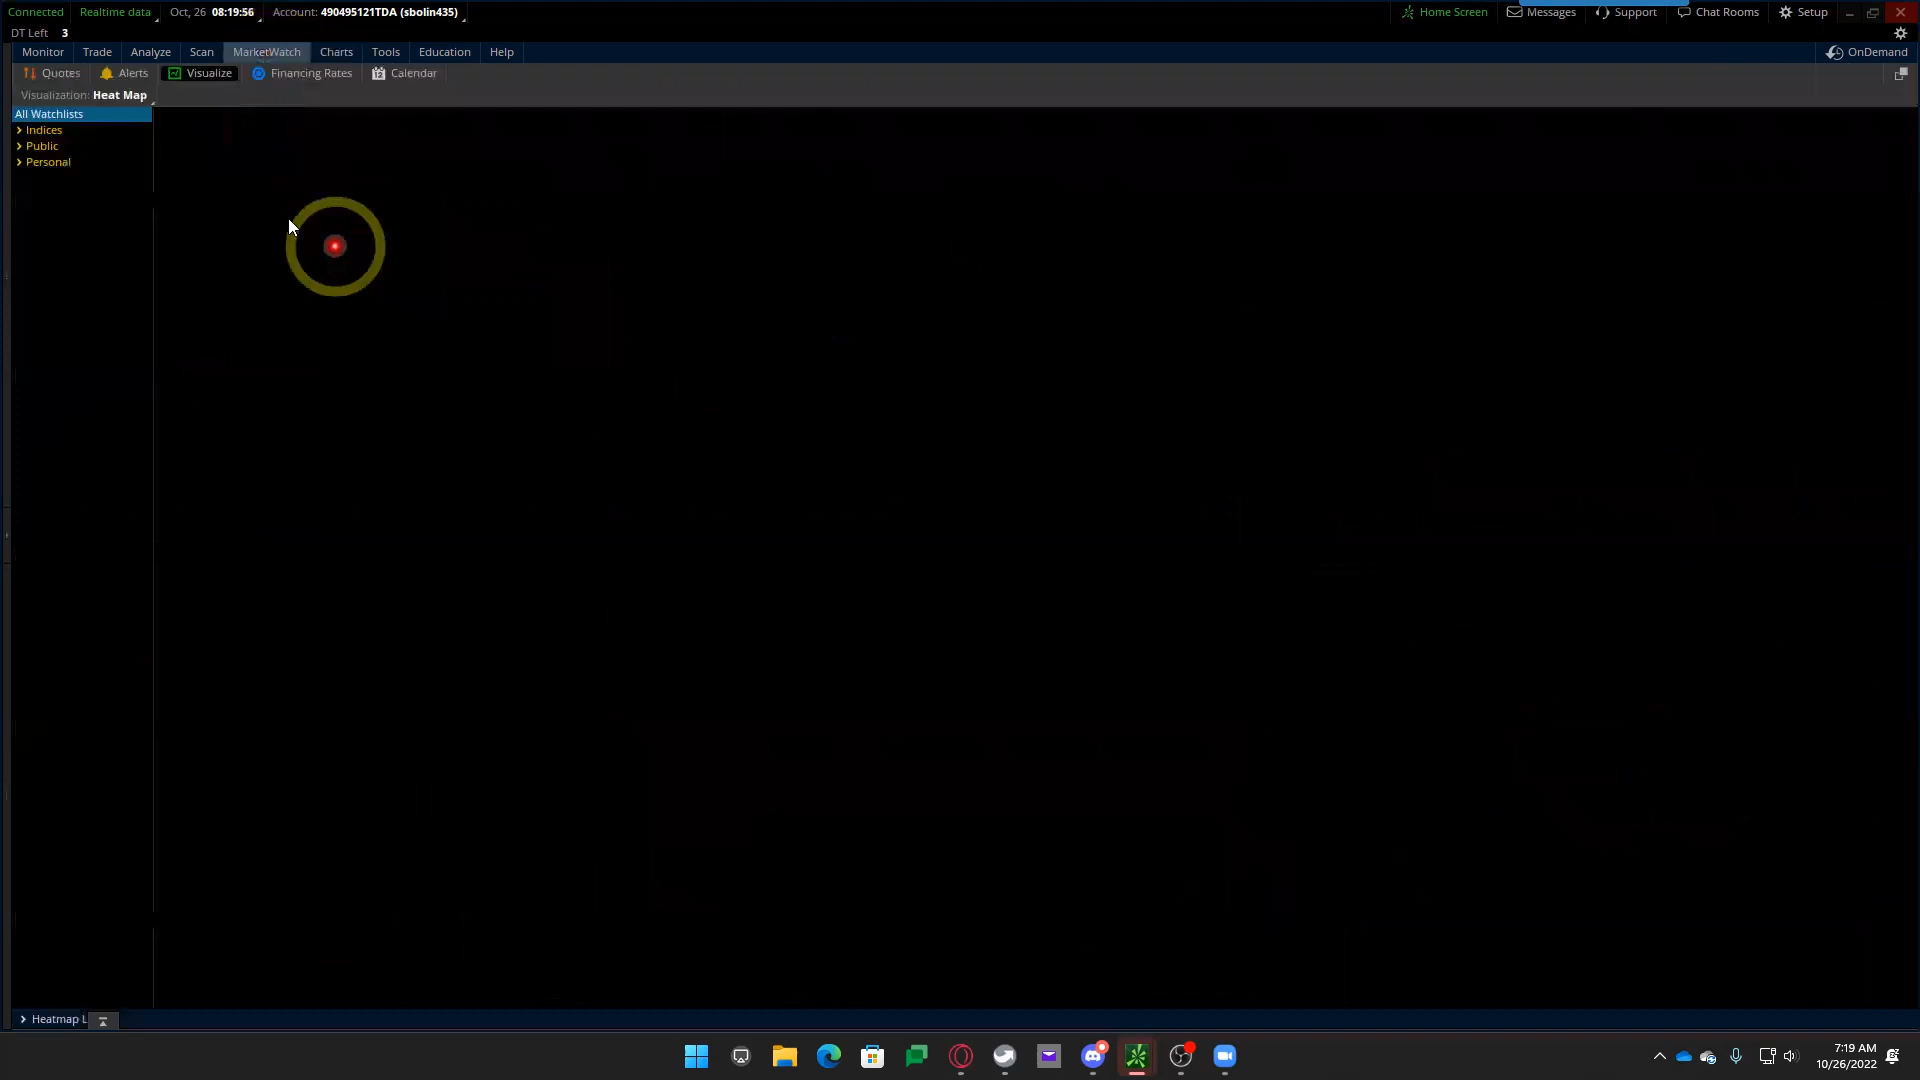 Connected Realtime data Oct, 26 08:19:56 Account: 490495121TDA (sbolin435) Home Screen Messages Support Chat Rooms Setup
DT Left 3
Monitor Trade Analyze Scan MarketWatch Charts Tools Education Help OnDemand
Quotes Alerts Visualize Financing Rates Calendar
Visualization: Heat Map
All Watchlists
Indices
Public
Personal
Heatmap L
7:19 AM
10/26/2022